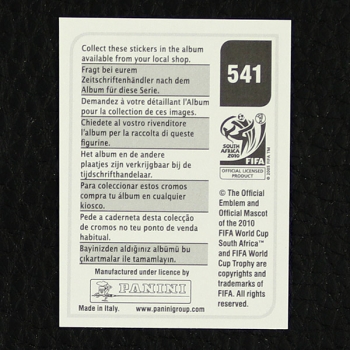 Collect these stickers in the album
available from your local shop.
Fragt bei eurem
Zeitschriftenhändler nach dem
Album für diese Serie.
Demandez à votre détaillant l'Album
pour la collection de ces images.
Chiedete al vostro rivenditore
l'album per la raccolta di queste
figurine.
Het album en de andere
plaatjes zijn verkrijgbaar bij de
tijdschrifthandelaar.
Para coleccionar estos cromos
compra tu álbum en cualquier
kiosco.
Pede a caderneta desta colecção
de cromos no teu ponto de venda
habitual.
Bayinizden aldığınız albümü bu
çıkartmalar ile tamamlayın.
Manufactured under licence by
PANINI
Made in Italy. www.paninigroup.com
541
SOUTH AFRICA
2010
FIFA
OFFICIAL LICENSED
PRODUCT
© The Official
Emblem and
Official Mascot
of the 2010
FIFA World Cup
South Africa™
and FIFA World
Cup Trophy are
copyrights and
trademarks of
FIFA. All rights
reserved.